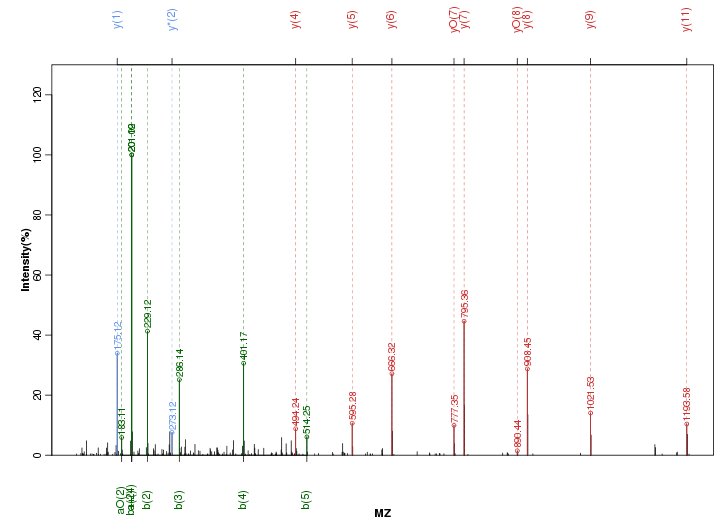 y(1)
y*(2)
y(4)
y(5)
y(6)
yO(7)
y(7)
yO(8)
y(8)
y(9)
y(11)
Intensity(%)
120
100
80
60
40
20
0
175.12
183.11
229.12
273.12
286.14
401.17
494.24
514.25
595.28
666.32
777.35
795.36
890.44
908.45
1021.53
1193.58
aO(2)
b(2)
b(3)
b(4)
b(5)
MZ